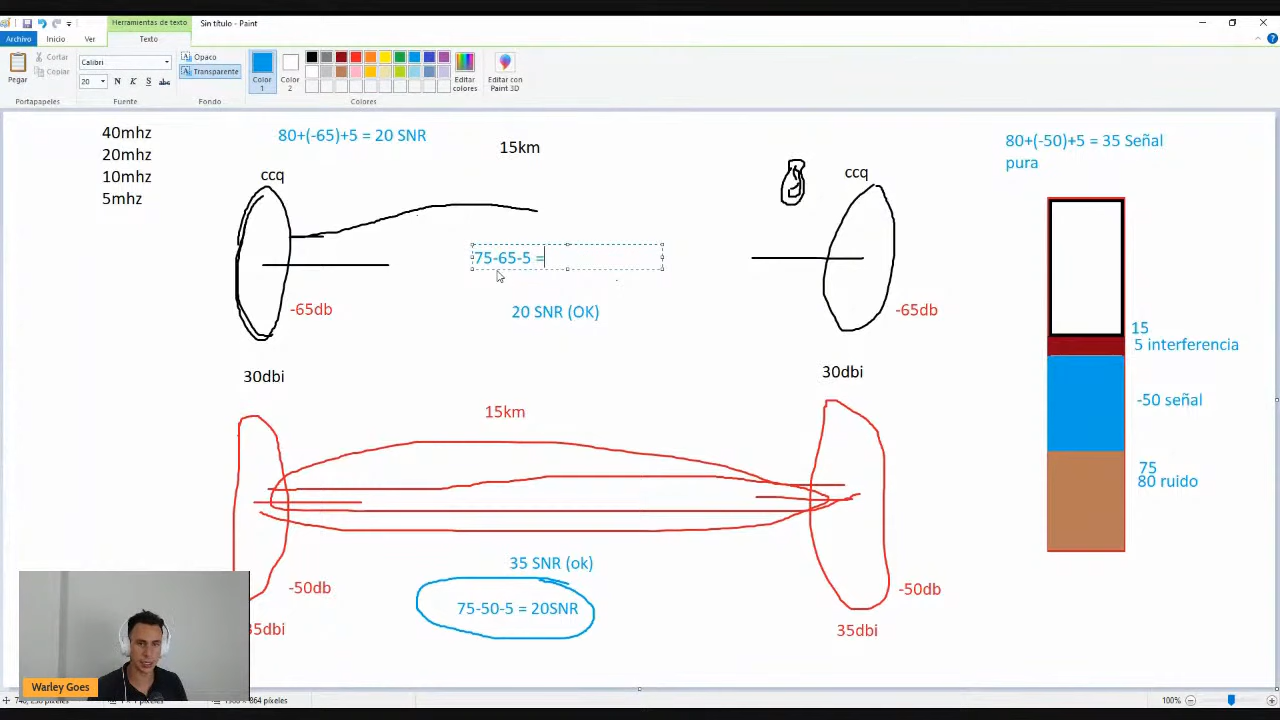 Herramientas de texto
Sin título - Paint
Archivo
Inicio
Ver
Texto
Pegar
Cortar
Copiar
Portapapeles
Calibri
20
N K S abc
Fuente
Opaco
Transparente
Fondo
Color 1
Color 2
Editar colores
Editar con Paint 3D
Colores
40mhz
20mhz
10mhz
5mhz
80+(-65)+5 = 20 SNR
15km
ccq
ccq
75-65-5 =
20 SNR (OK)
-65db
-65db
30dbi
30dbi
80+(-50)+5 = 35 Señal
pura
15
5 interferencia
-50 señal
75
80 ruido
15km
35 SNR (ok)
75-50-5 = 20SNR
-50db
-50db
35dbi
35dbi
Warley Goes
100%